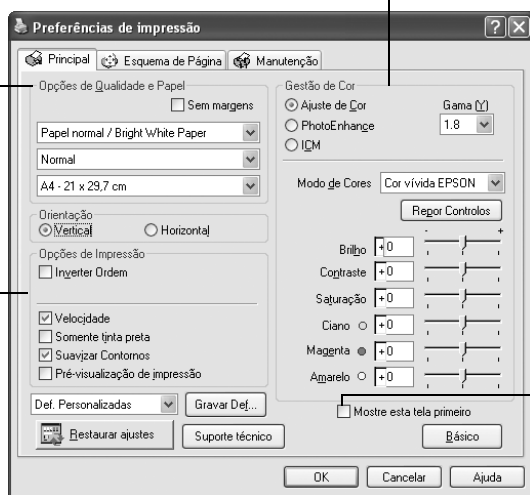 Preferências de impressão
Principal
Esquema de Página
Manutenção
Opções de Qualidade e Papel
Sem margens
Papel normal / Bright White Paper
Normal
A4 - 21 x 29,7 cm
Orientação
Vertical
Horizontal
Opções de Impressão
Inverter Ordem
Velocidade
Somente tinta preta
Suavizar Contornos
Pré-visualização de impressão
Def. Personalizadas
Gravar Def...
Restaurar ajustes
Suporte técnico
Gestão de Cor
Ajuste de Cor
Gama (Y)
PhotoEnhance
1.8
ICM
Modo de Cores
Cor vívida EPSON
Repor Controlos
- +
Brilho +0
Contraste +0
Saturação +0
Ciano +0
Magenta +0
Amarelo +0
Mostre esta tela primeiro
Básico
OK
Cancelar
Ajuda